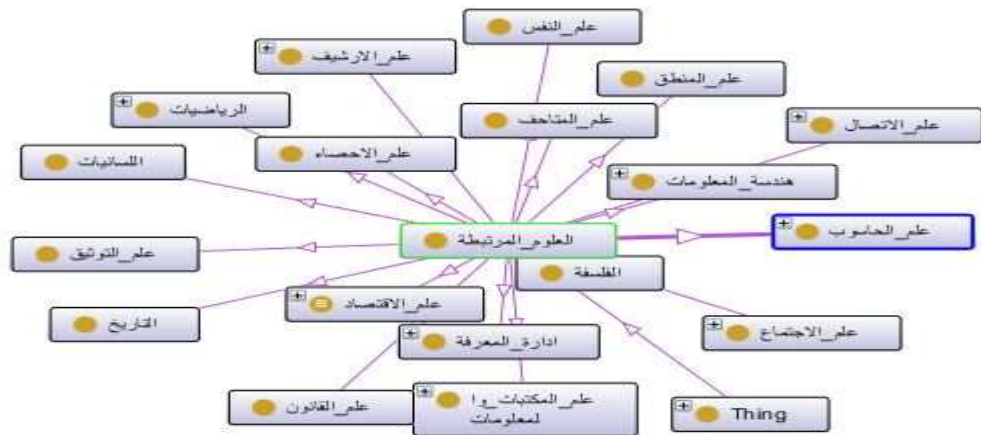 علم_النفس
علم_الارشيف
علم_المنطق
الرياضيات
علم_المتاحف
علم_الاتصال
اللسانيات
علم_الاحصاء
هندسة_المعلومات
العلوم_المرتبطة
علم_الحاسوب
علم_التوثيق
الفلسفة
علم_الاقتصاد
التاريخ
ادارة_المعرفة
علم_الاجتماع
علم_القانون
علم_المكتبات_وا
لمعلومات
Thing